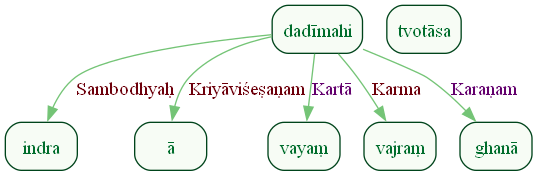 dadīmahi tvotāsa
Sambodhyaḥ Kriyāviśeṣaṇam Kartā Karma Karaṇam
indra ā vayaṃ vajraṃ ghanā